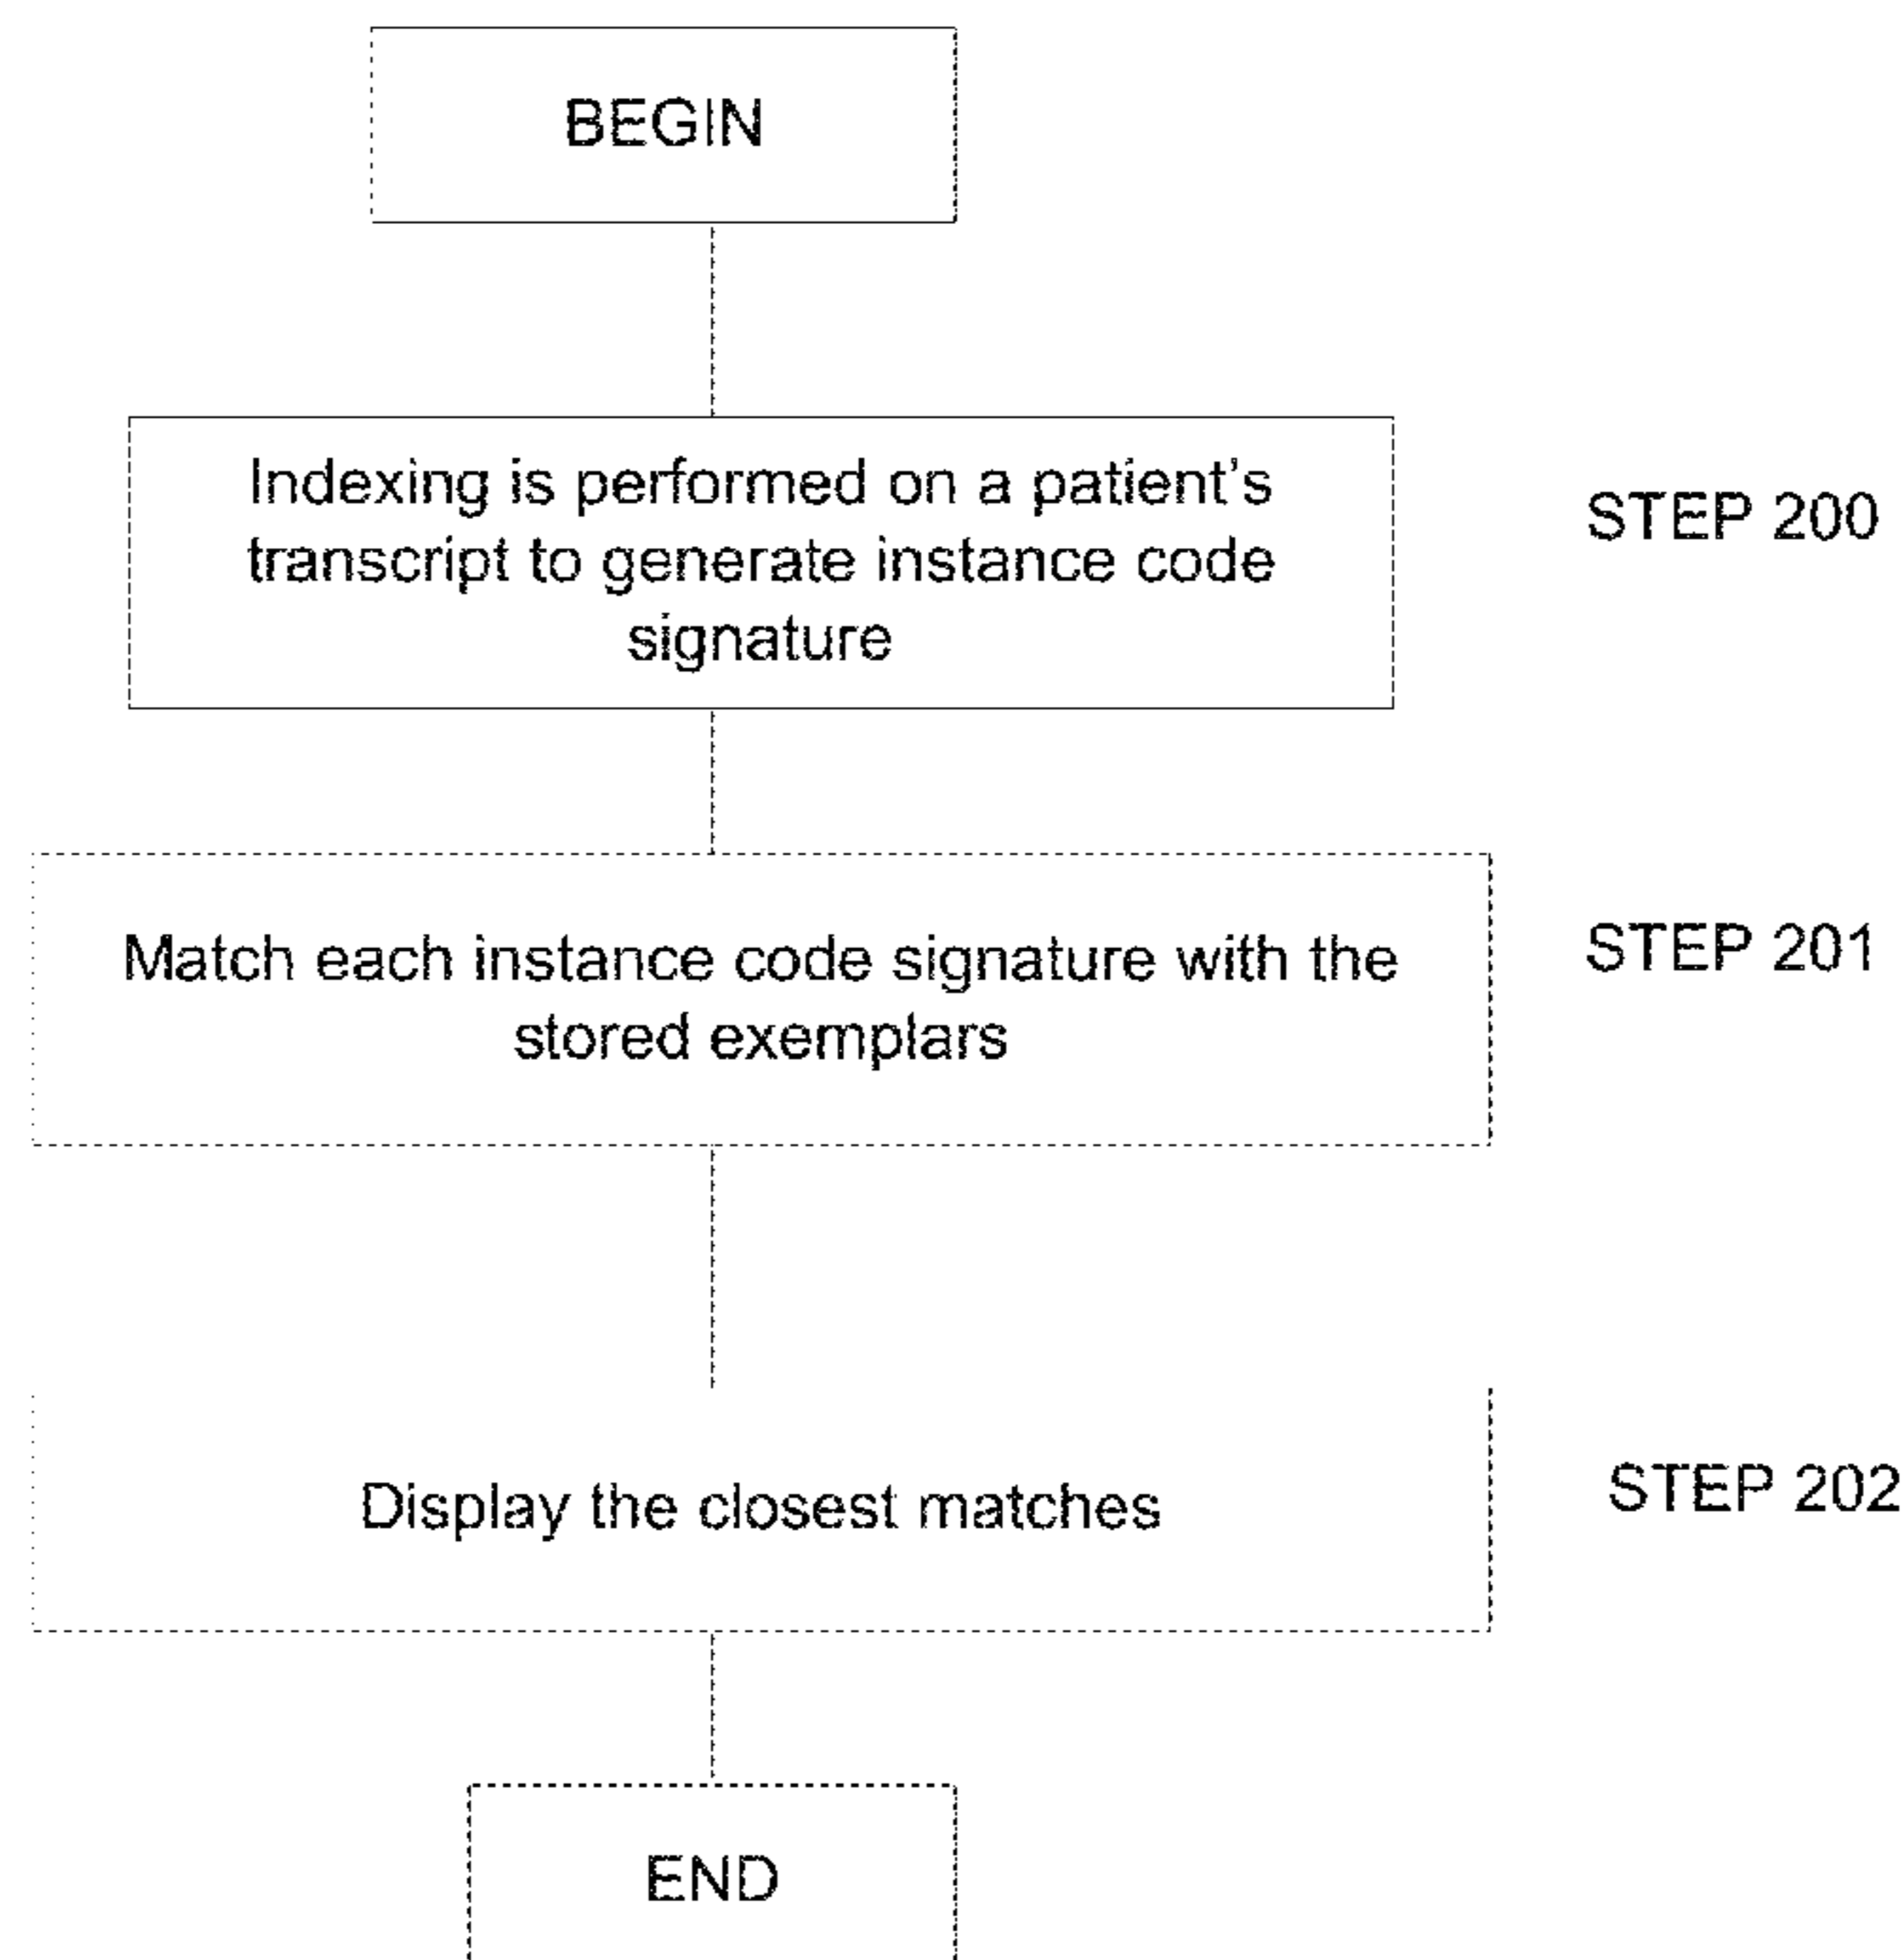 BEGIN
Indexing is performed on a patient's
transcript to generate instance code
signature
STEP 200
Match each instance code signature with the
stored exemplars
STEP 201
Display the closest matches
STEP 202
END